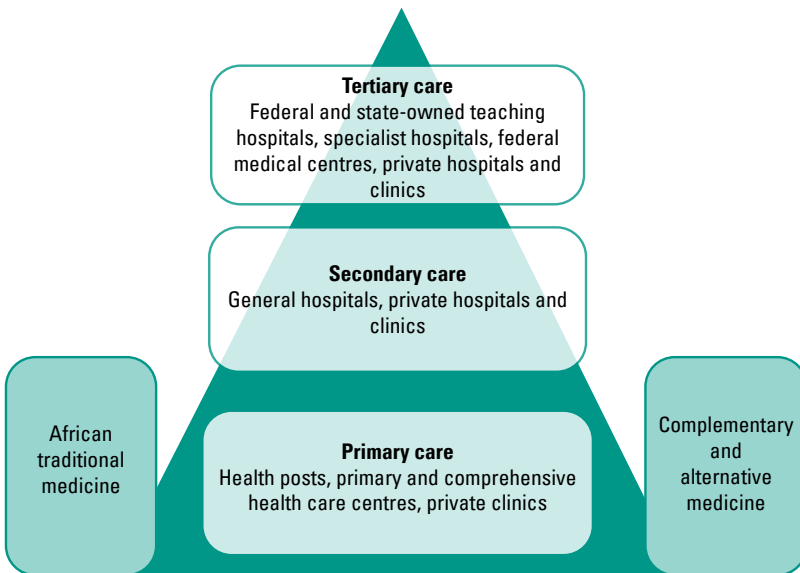 Tertiary care
Federal and state-owned teaching
hospitals, specialist hospitals, federal
medical centres, private hospitals and
clinics
Secondary care
General hospitals, private hospitals and
clinics
African
traditional
medicine
Primary care
Health posts, primary and comprehensive
health care centres, private clinics
Complementary
and
alternative
medicine